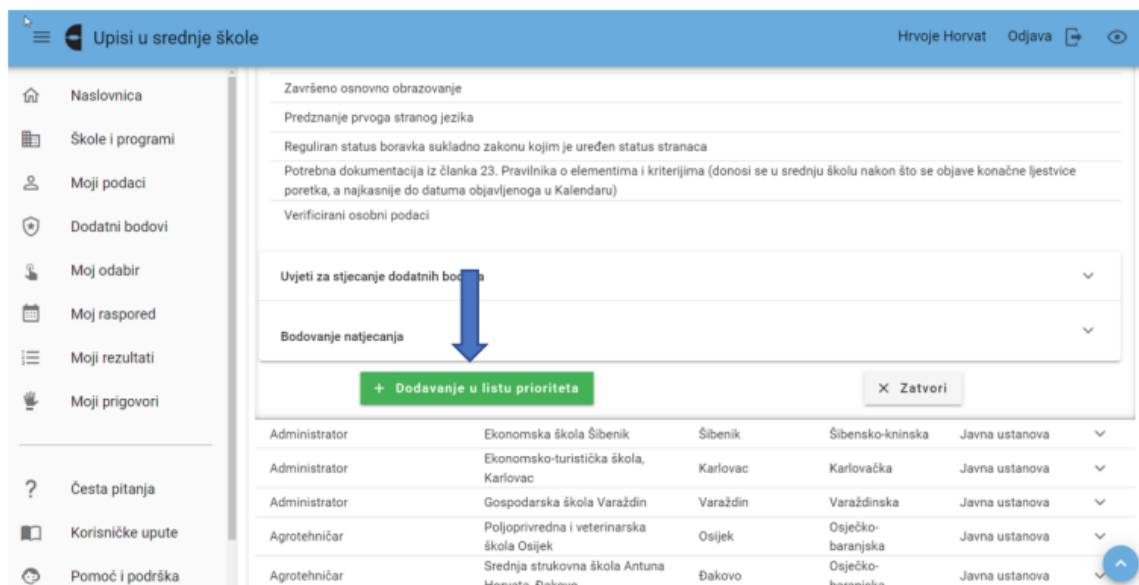 Upisi u srednje škole
Hrvoje Horvat Odjava
Naslovnica
Škole i programi
Moji podaci
Dodatni bodovi
Moj odabir
Moj raspored
Moji rezultati
Moji prigovori
Česta pitanja
Korisničke upute
Pomoć i podrška
Završeno osnovno obrazovanje
Predznanje prvoga stranog jezika
Reguliran status boravka sukladno zakonu kojim je uređen status stranaca
Potrebna dokumentacija iz članka 23. Pravilnika o elementima i kriterijima (donosi se u srednju školu nakon što se objave konačne ljestvice
poretka, a najkasnije do datuma objavljenoga u Kalendaru)
Verificirani osobni podaci
Uvjeti za stjecanje dodatnih
Bodovanje natjecanja
+ Dodavanje u listu prioriteta
× Zatvori
Administrator Ekonomska škola Šibenik Šibenik Šibensko-kninska Javna ustanova
Administrator Ekonomsko-turistička škola, Karlovac Karlovačka Javna ustanova
Karlovac
Administrator Gospodarska škola Varaždin Varaždin Varaždinska Javna ustanova
Agrotehničar Poljoprivredna i veterinarska Osijek Osječko- Javna ustanova
škola Osijek baranjska
Agrotehničar Srednja strukovna škola Antuna Đakovo Osječko- Javna ustanova